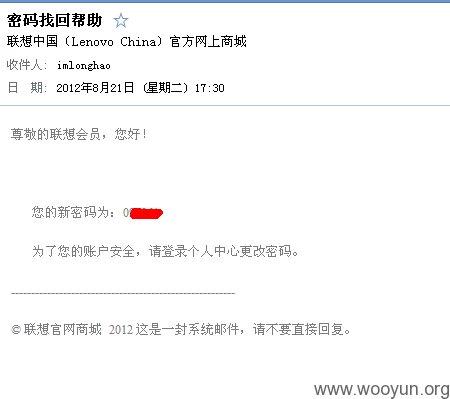 密码找回帮助 ☆
联想中国（Lenovo China）官方网上商城
收件人： imlonghao
日 期： 2012年8月21日（星期二）17:30
尊敬的联想会员，您好！
您的新密码为：0
为了您的账户安全，请登录个人中心更改密码。
------------------------------------------------------------
© 联想官网商城 2012 这是一封系统邮件，请不要直接回复。
www.wooyun.org